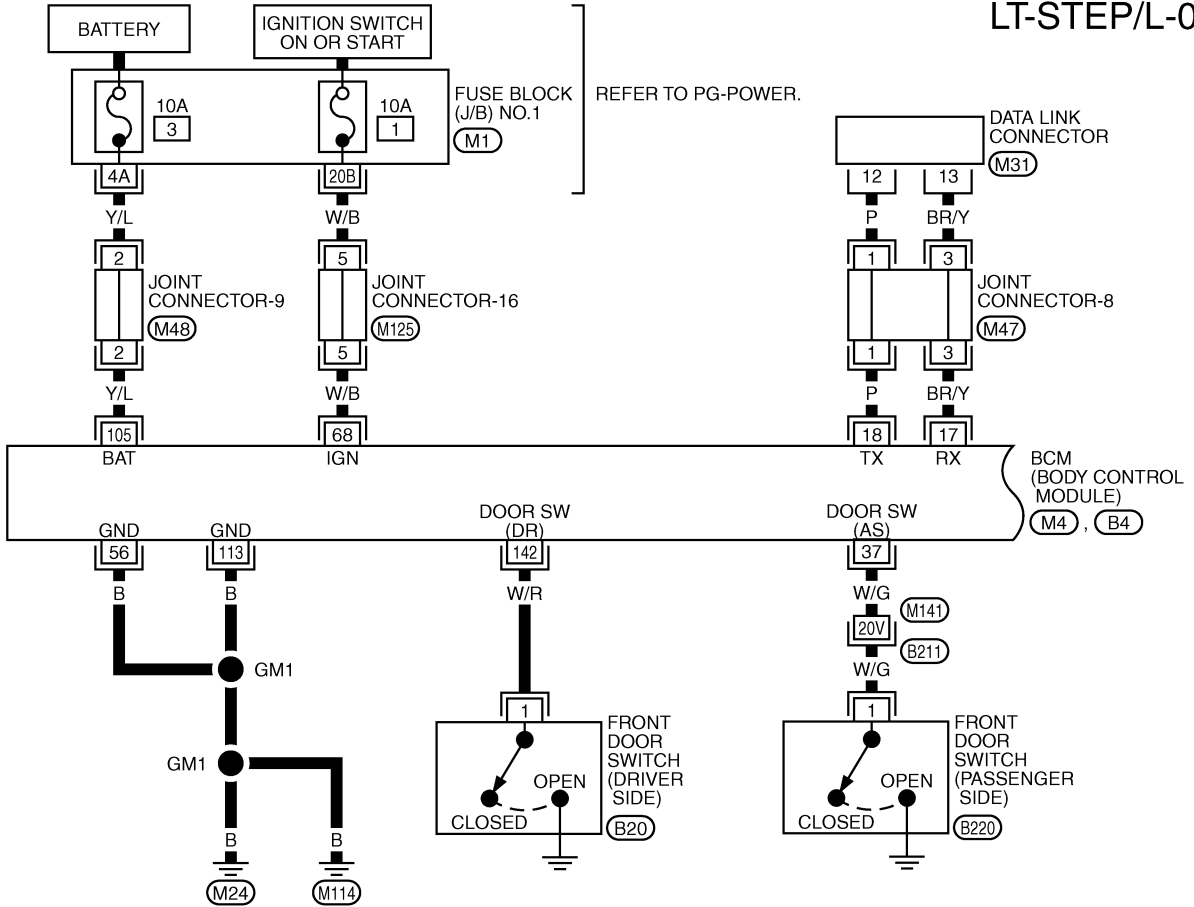 LT-STEP/L-0
BATTERY
IGNITION SWITCH
ON OR START
10A
3
10A
1
FUSE BLOCK
(J/B) NO.1
M1
REFER TO PG-POWER.
DATA LINK
CONNECTOR
M31
4A
20B
12
13
Y/L
W/B
P
BR/Y
2
5
1
3
JOINT
CONNECTOR-9
M48
JOINT
CONNECTOR-16
M125
JOINT
CONNECTOR-8
M47
2
5
1
3
Y/L
W/B
P
BR/Y
105
68
18
17
BAT
IGN
TX
RX
BCM
(BODY CONTROL
MODULE)
M4 , B4
GND
GND
DOOR SW
(DR)
DOOR SW
(AS)
56
113
142
37
B
B
W/R
W/G
M141
20V
B211
W/G
GM1
1
1
FRONT
DOOR
SWITCH
(DRIVER
SIDE)
B20
FRONT
DOOR
SWITCH
(PASSENGER
SIDE)
B220
GM1
OPEN
CLOSED
OPEN
CLOSED
B
B
M24
M114